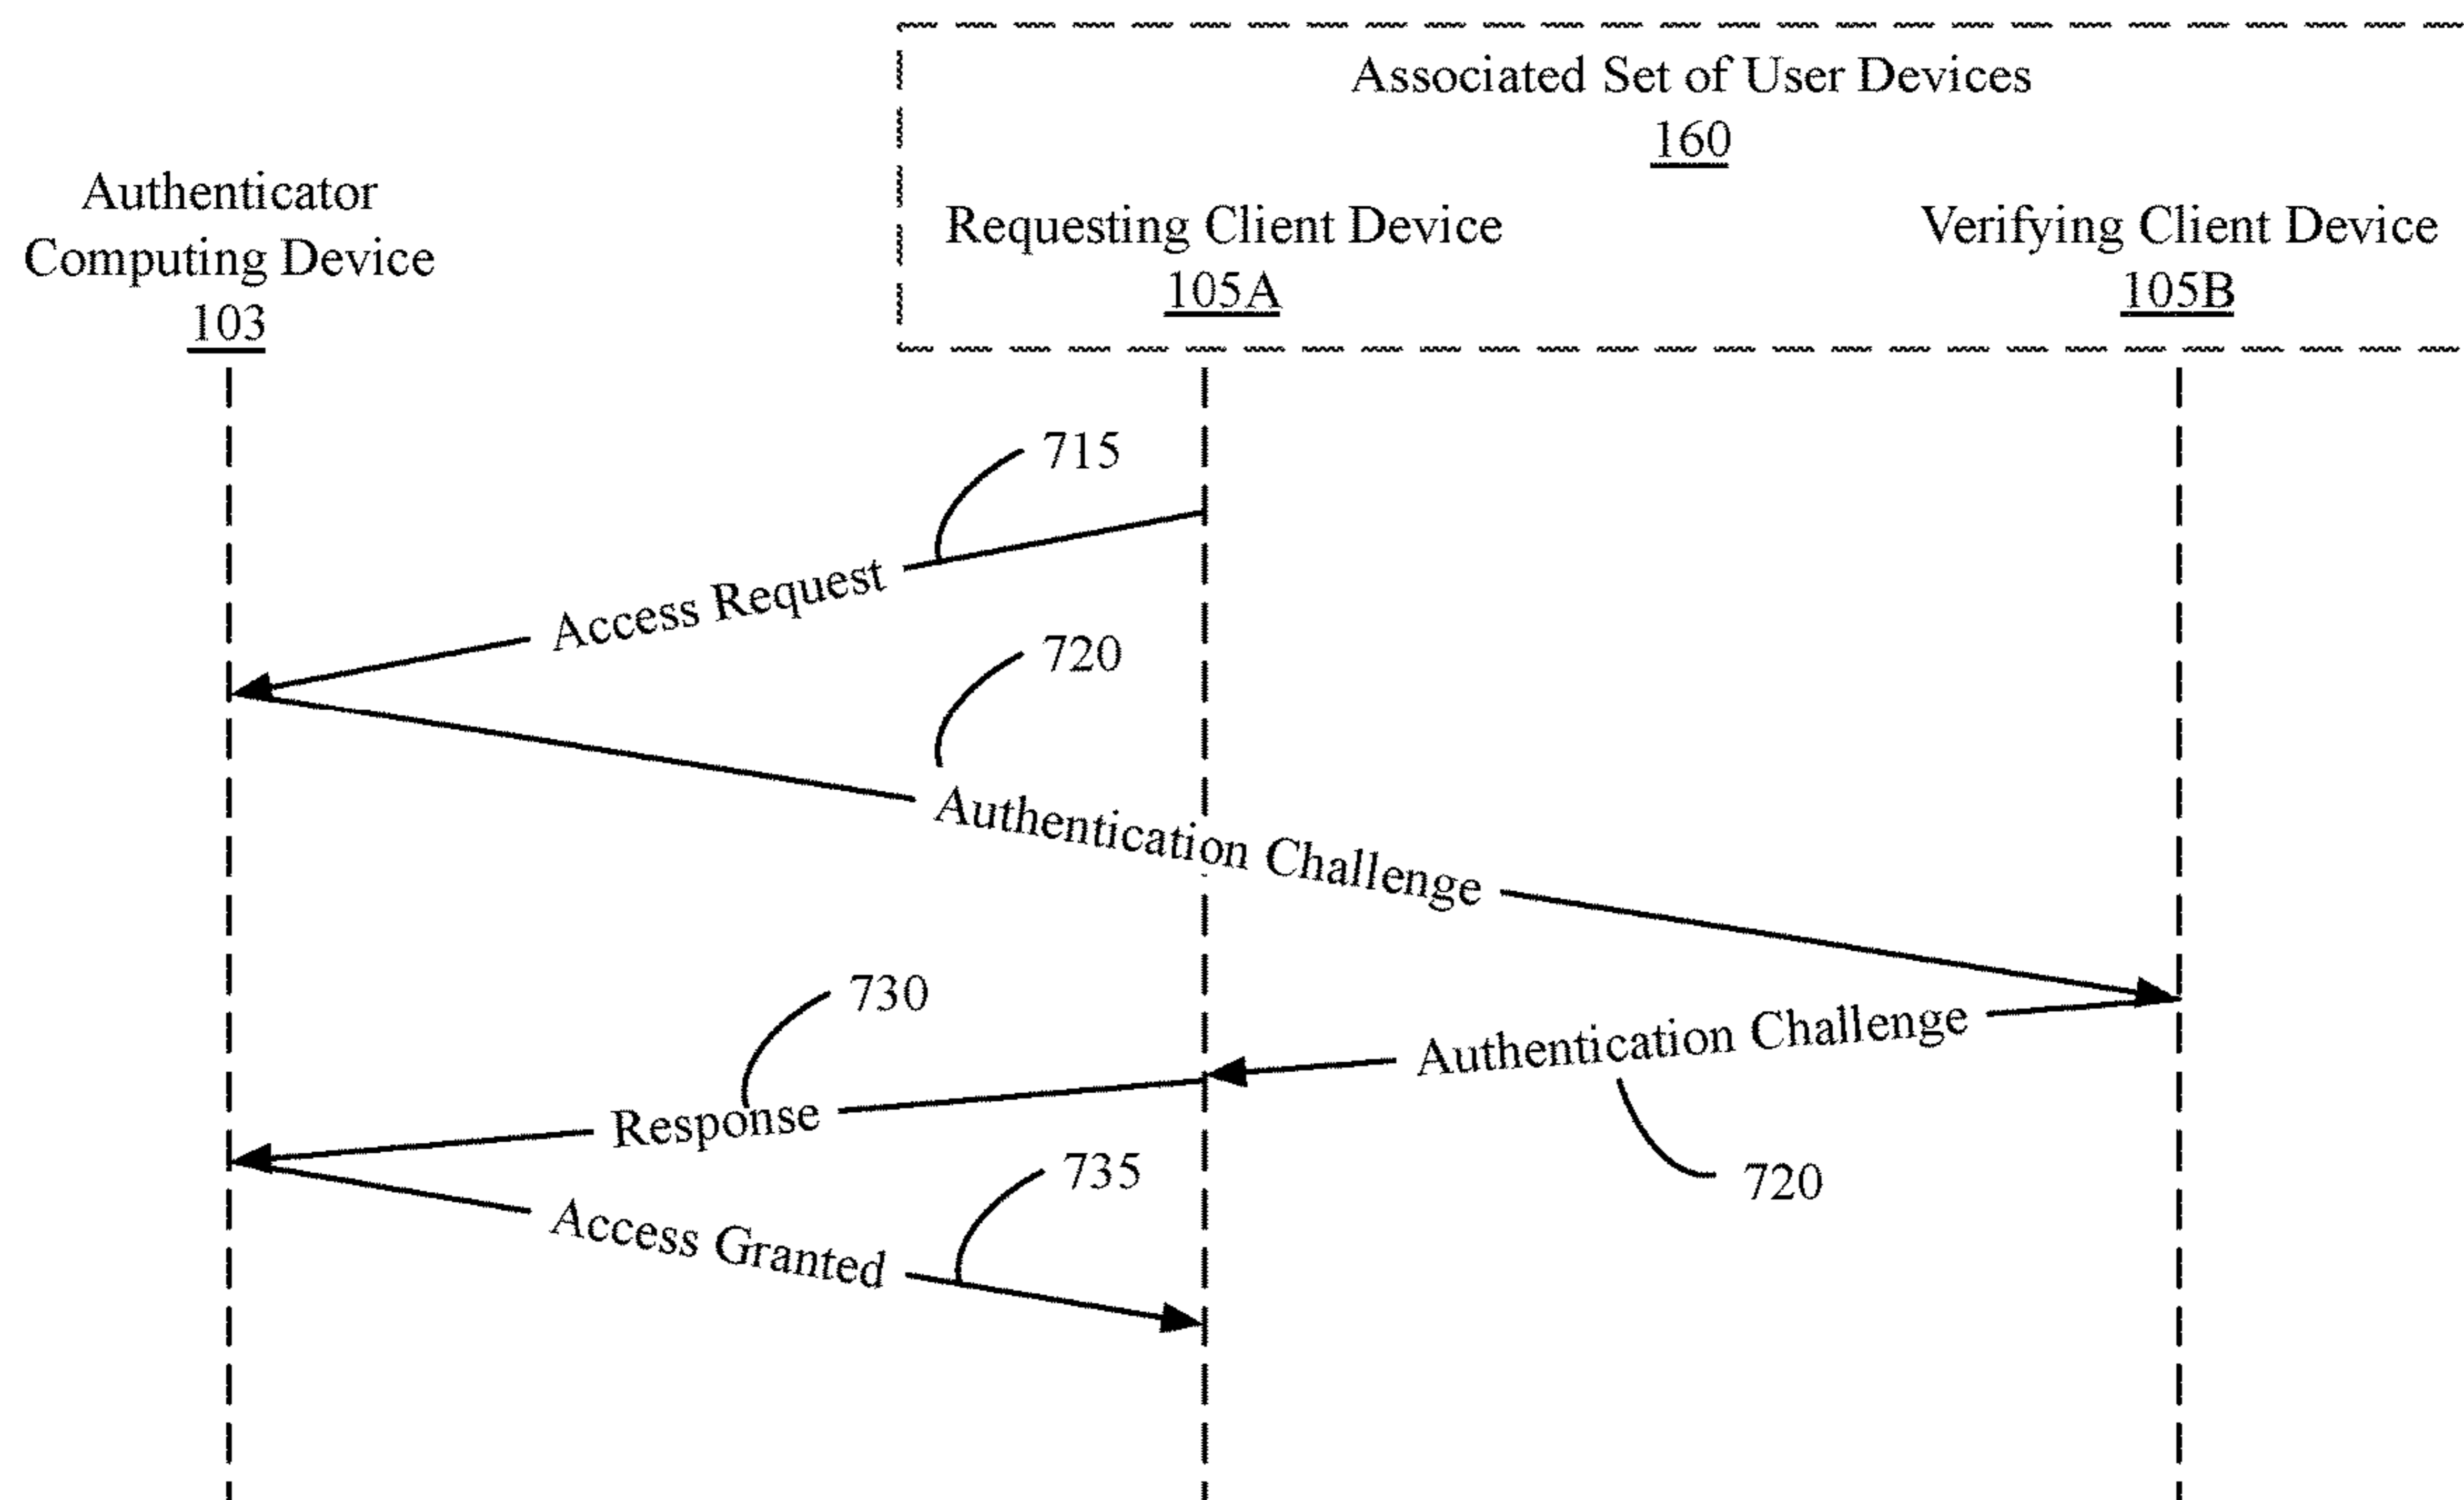 Associated Set of User Devices
160
Authenticator
Computing Device
103
Requesting Client Device
105A
Verifying Client Device
105B
715
Access Request
720
Authentication Challenge
730
Authentication Challenge
Response
720
735
Access Granted